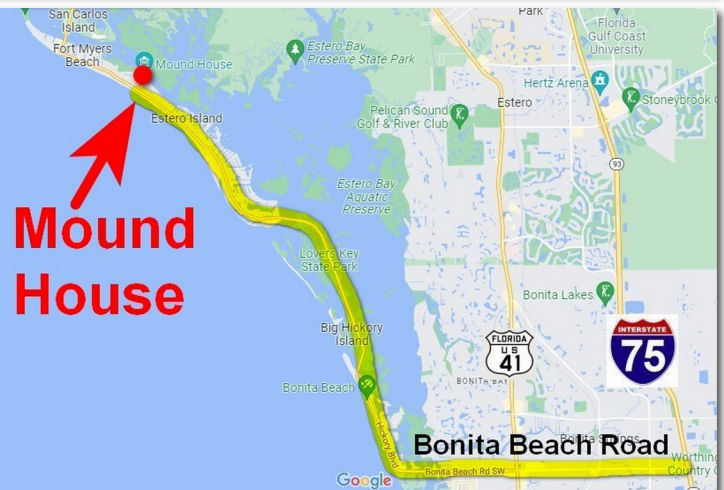 San Carlos
Island
Fort Myers
Beach
Mound House
Estero Bay
Preserve State Park
Park
Florida
Gulf Coast
University
Hertz Arena
Estero
Stoneybrook
Pelican Sound
Golf & River Club
Estero Island
93
Estero Bay
Aquatic
Preserve
Mound
House
Lovers Key
State Park
Bonita Lakes
Big Hickory
Island
FLORIDA
US
41
INTERSTATE
75
Bonita Beach
BONITA BAY
Hickory Blvd
Bonita Beach Road
Bonita Springs
Bonita Beach Rd SW
Worthing
Country
Google